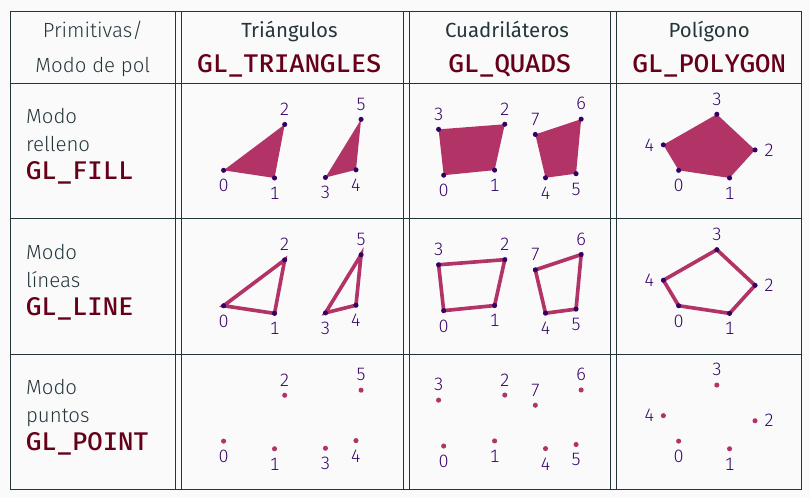 Primitivas/
Modo de pol
Triángulos
GL_TRIANGLES
Cuadriláteros
GL_QUADS
Polígono
GL_POLYGON
Modo
relleno
GL_FILL
0 1 2 3 4 5
0 1 2 3 4 5 6 7
0 1 2 3 4
Modo
líneas
GL_LINE
0 1 2 3 4 5
0 1 2 3 4 5 6 7
0 1 2 3 4
Modo
puntos
GL_POINT
0 1 2 3 4 5
0 1 2 3 4 5 6 7
0 1 2 3 4